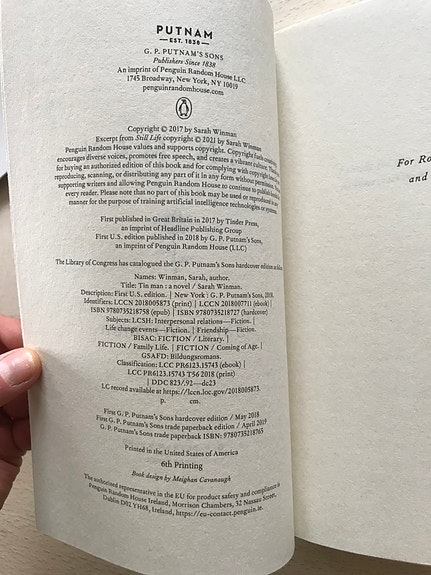 PUTNAM
— EST. 1838 —
G. P. PUTNAM'S SONS
Publishers Since 1838
An imprint of Penguin Random House LLC
1745 Broadway, New York, NY 10019
penguinrandomhouse.com
Copyright © 2017 by Sarah Winman
Excerpt from Still Life copyright © 2021 by Sarah Winman
Penguin Random House values and supports copyright. Copyright fuels creativity,
encourages diverse voices, promotes free speech, and creates a vibrant culture. Thank you
for buying an authorized edition of this book and for complying with copyright laws by not
reproducing, scanning, or distributing any part of it in any form without permission. You are
supporting writers and allowing Penguin Random House to continue to publish books for
every reader. Please note that no part of this book may be used or reproduced in any
manner for the purpose of training artificial intelligence technologies or systems.
First published in Great Britain in 2017 by Tinder Press,
an imprint of Headline Publishing Group
First U.S. edition published in 2018 by G. P. Putnam's Sons,
an imprint of Penguin Random House (LLC)
The Library of Congress has catalogued the G. P. Putnam's Sons hardcover edition as follows
Names: Winman, Sarah, author.
Title: Tin man : a novel / Sarah Winman.
Description: First U.S. edition. | New York : G. P. Putnam's Sons, 2018.
Identifiers: LCCN 2018005873 (print) | LCCN 2018007711 (ebook) |
ISBN 9780735218758 (epub) | ISBN 9780735218727 (hardcover)
Subjects: LCSH: Interpersonal relations—Fiction. |
Life change events—Fiction. | Friendship—Fiction.
BISAC: FICTION / Literary. |
FICTION / Family Life. | FICTION / Coming of Age. |
GSAFD: Bildungsromans.
Classification: LCC PR6123.I5743 (ebook) |
LCC PR6123.I5743 T56 2018 (print)
| DDC 823/.92—dc23
LC record available at https://lccn.loc.gov/2018005873
p. cm.
First G. P. Putnam's Sons hardcover edition / May 2018
First G. P. Putnam's Sons trade paperback edition / April 2019
G. P. Putnam's Sons trade paperback ISBN: 9780735218765
Printed in the United States of America
6th Printing
Book design by Meighan Cavanaugh
The authorized representative in the EU for product safety and compliance is
Penguin Random House Ireland, Morrison Chambers, 32 Nassau Street,
Dublin D02 YH68, Ireland, https://eu-contact.penguin.ie.
For Ro
and